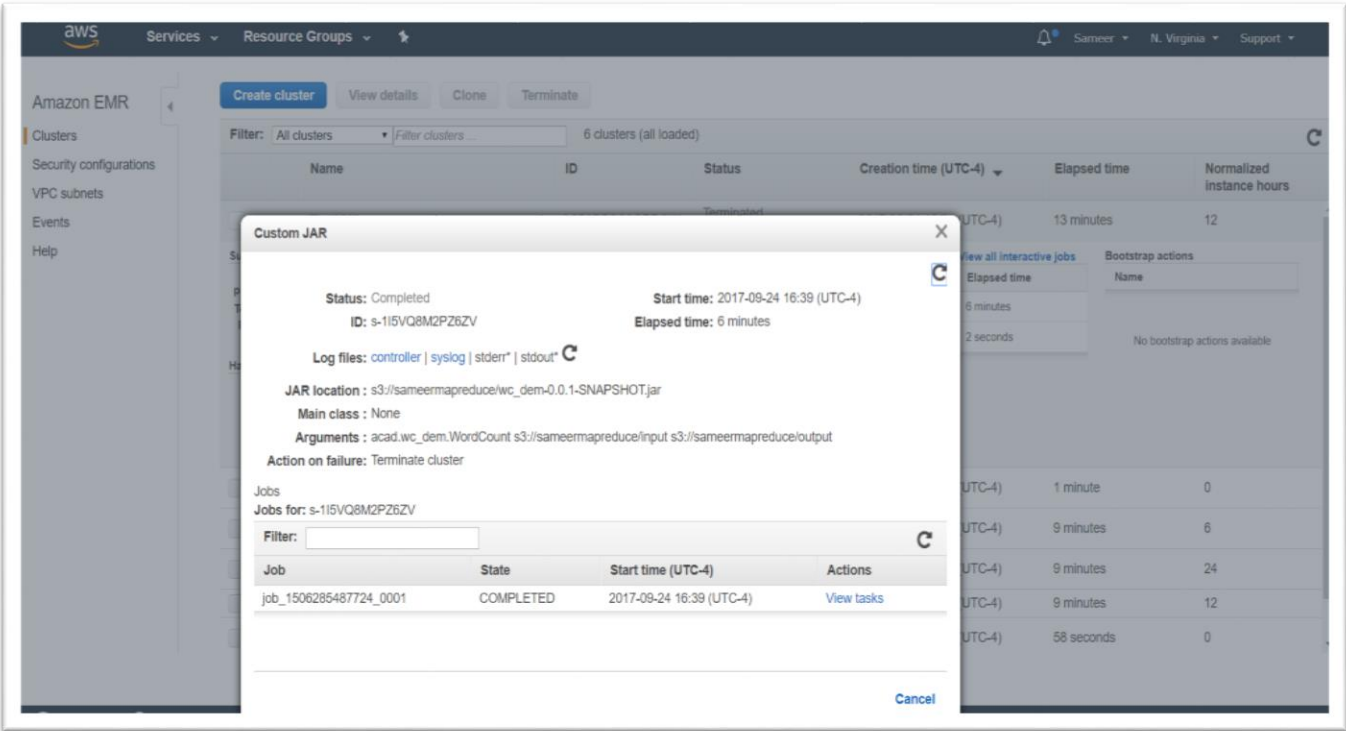 aws Services Resource Groups Sameer N. Virginia Support
Amazon EMR
Clusters
Security configurations
VPC subnets
Events
Help
Create cluster View details Clone Terminate
Filter: All clusters Filter clusters ... 6 clusters (all loaded)
Name ID Status Creation time (UTC-4) Elapsed time Normalized instance hours
Terminated
UTC-4) 13 minutes 12
View all interactive jobs Bootstrap actions
Elapsed time Name
6 minutes
2 seconds No bootstrap actions available
Custom JAR X
Status: Completed Start time: 2017-09-24 16:39 (UTC-4)
ID: s-1I5VQ8M2PZ6ZV Elapsed time: 6 minutes
Log files: controller | syslog | stderr* | stdout*
JAR location : s3://sameermapreduce/wc_dem-0.0.1-SNAPSHOT.jar
Main class : None
Arguments : acad.wc_dem.WordCount s3://sameermapreduce/input s3://sameermapreduce/output
Action on failure: Terminate cluster
Jobs
Jobs for: s-1I5VQ8M2PZ6ZV
Filter:
Job State Start time (UTC-4) Actions
job_1506285487724_0001 COMPLETED 2017-09-24 16:39 (UTC-4) View tasks
Cancel
UTC-4) 1 minute 0
UTC-4) 9 minutes 6
UTC-4) 9 minutes 24
UTC-4) 9 minutes 12
UTC-4) 58 seconds 0